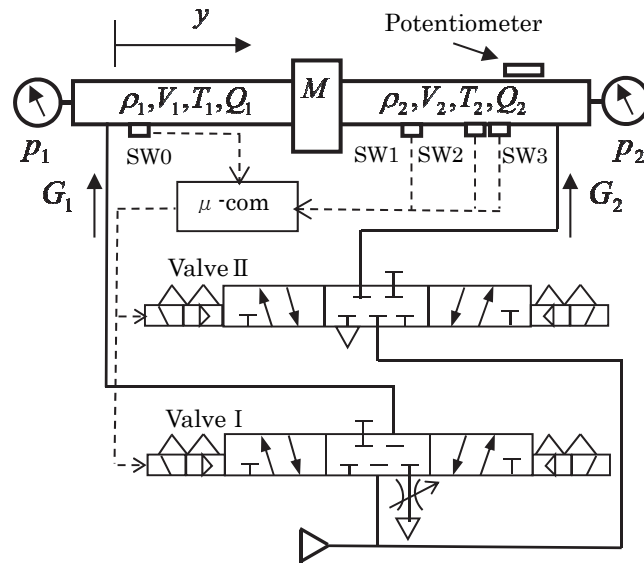 y
Potentiometer
ρ₁,V₁,T₁,Q₁
M
ρ₂,V₂,T₂,Q₂
p₁
SW0
SW1
SW2
SW3
p₂
G₁
μ-com
G₂
Valve II
Valve I